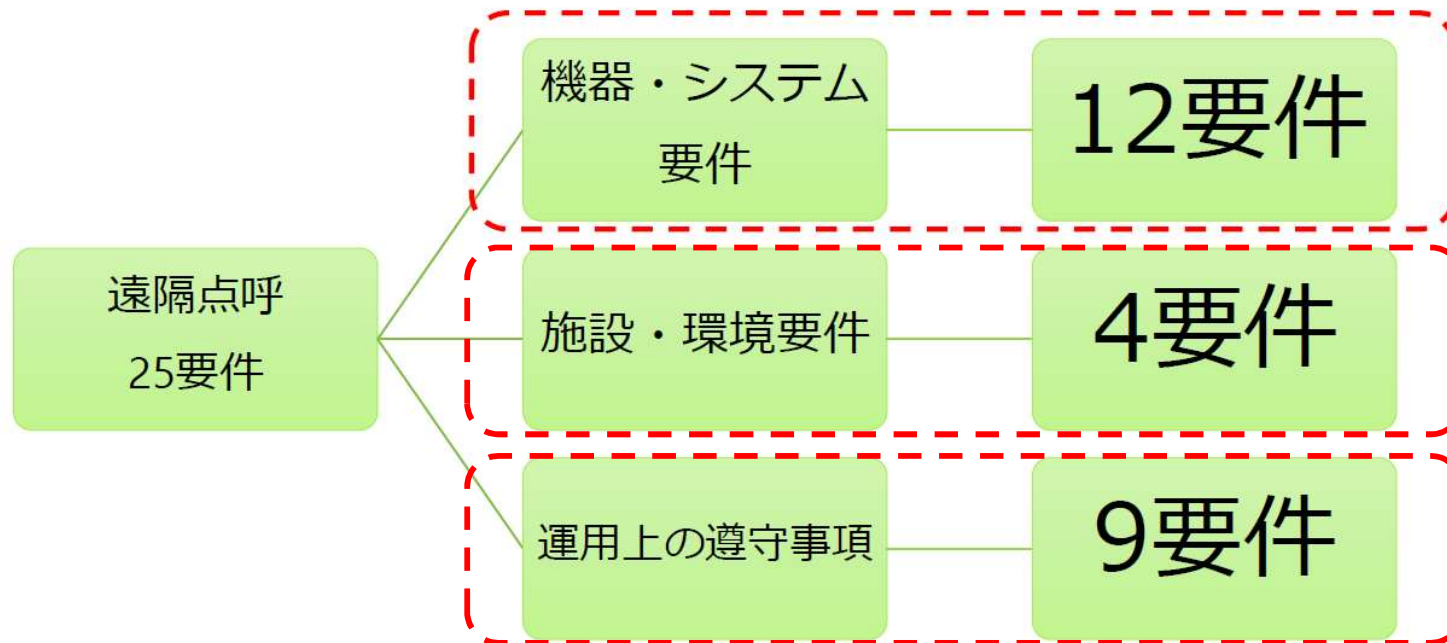 遠隔点呼
25要件
機器・システム
要件
12要件
施設・環境要件
4要件
運用上の遵守事項
9要件